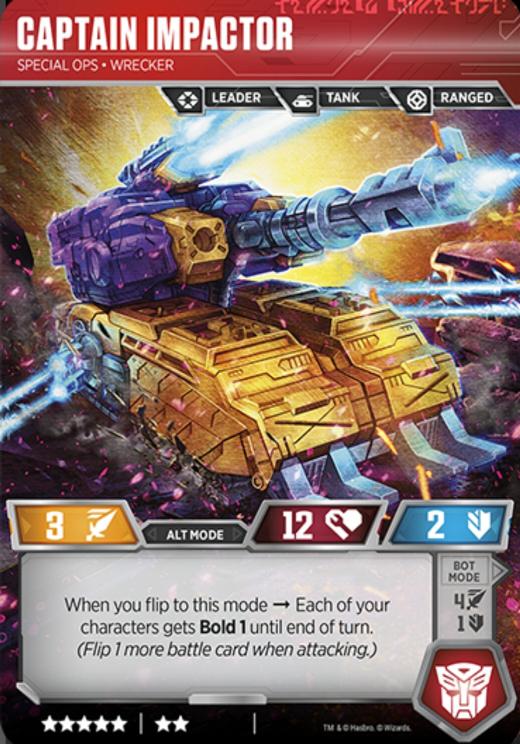 CAPTAIN IMPACTOR
SPECIAL OPS • WRECKER
LEADER
TANK
RANGED
3
ALT MODE
12
2
BOT
MODE
4
1
When you flip to this mode → Each of your
characters gets Bold 1 until end of turn.
(Flip 1 more battle card when attacking.)
TM & © Hasbro. © Wizards.